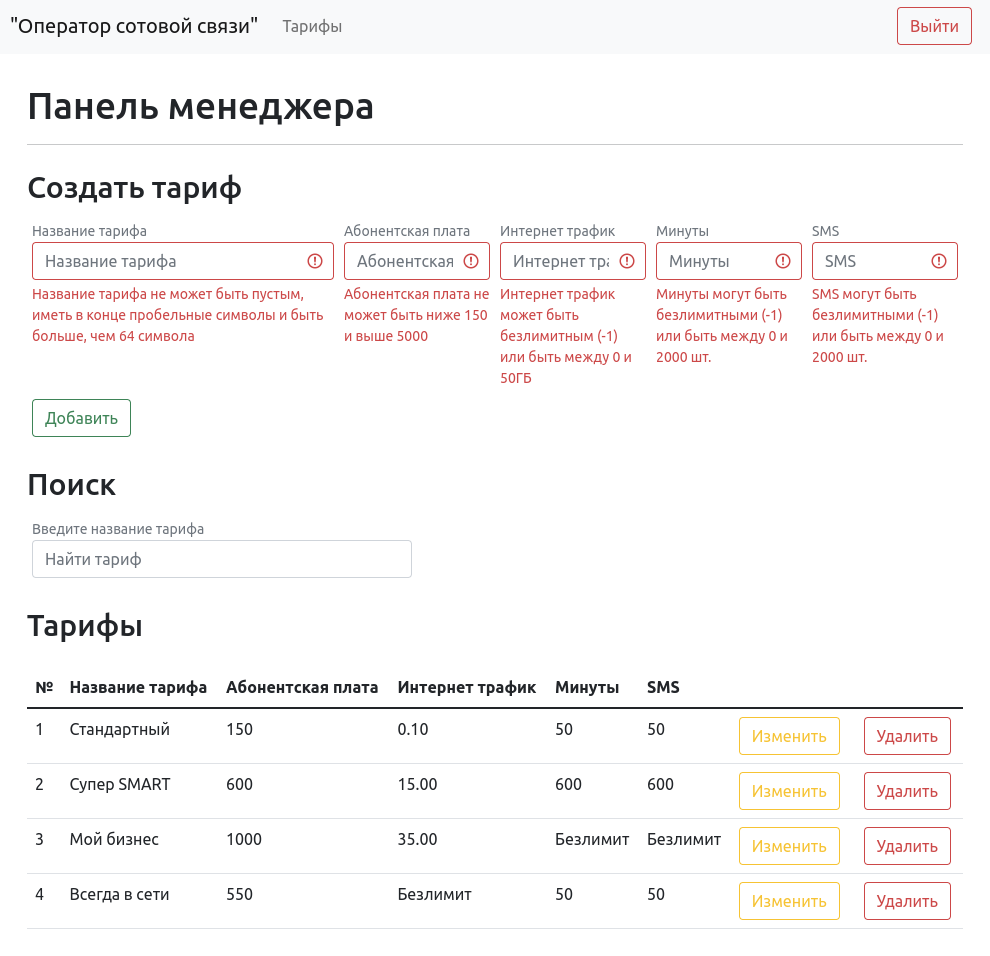 "Оператор сотовой связи" Тарифы Выйти
Панель менеджера
Создать тариф
Название тарифа Абонентская плата Интернет трафик Минуты SMS
Название тарифа Абонентская Интернет тра Минуты SMS
Название тарифа не может быть пустым, Абонентская плата не Интернет трафик Минуты могут быть SMS могут быть
иметь в конце пробельные символы и быть может быть ниже 150 может быть безлимитными (-1) безлимитными (-1)
больше, чем 64 символа и выше 5000 безлимитным (-1) или быть между 0 и или быть между 0 и
или быть между 0 и 2000 шт. 2000 шт.
50ГБ
Добавить
Поиск
Введите название тарифа
Найти тариф
Тарифы
№ Название тарифа Абонентская плата Интернет трафик Минуты SMS
1 Стандартный 150 0.10 50 50 Изменить Удалить
2 Супер SMART 600 15.00 600 600 Изменить Удалить
3 Мой бизнес 1000 35.00 Безлимит Безлимит Изменить Удалить
4 Всегда в сети 550 Безлимит 50 50 Изменить Удалить